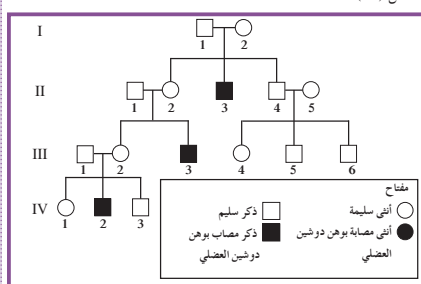 I
1 2
II
1 2 3 4 5
III
1 2 3 4 5 6
IV
1 2 3
مفتاح
أنثى سليمة
ذكر سليم
أنثى مصابة بوهن دوشين العضلي
ذكر مصاب بوهن دوشين العضلي